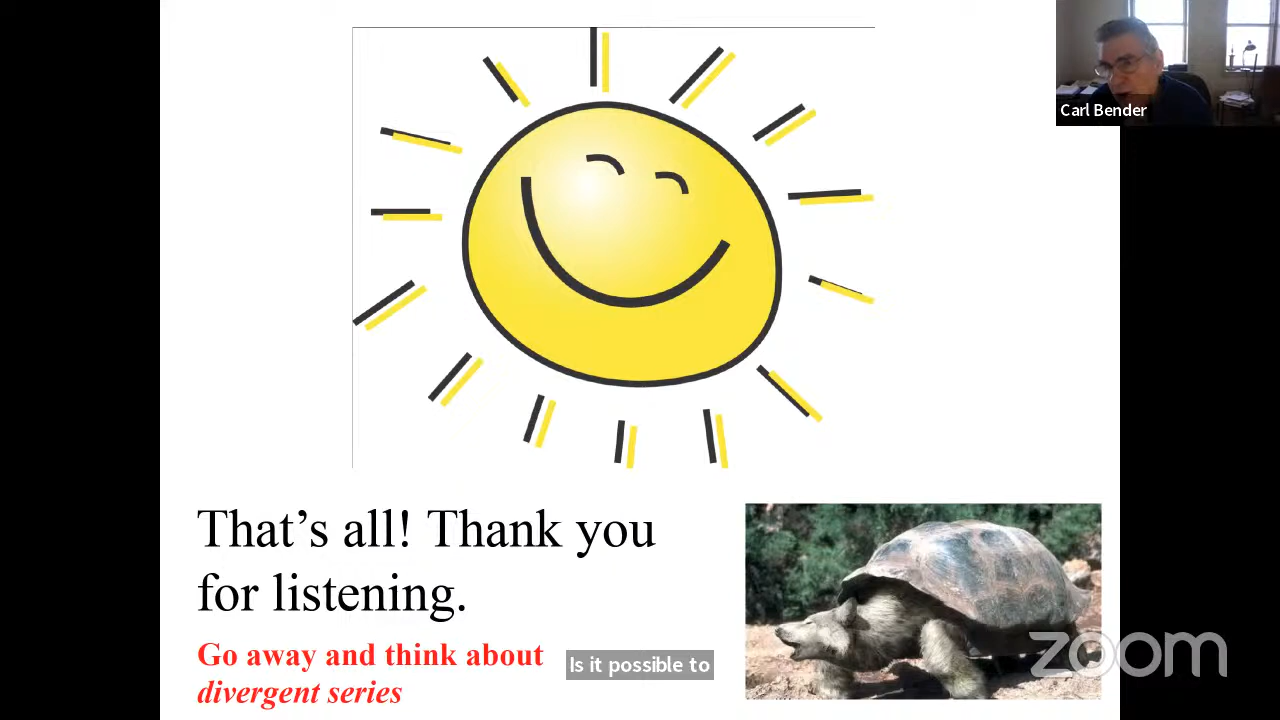 Carl Bender
That's all! Thank you
for listening.
Go away and think about
divergent series
Is it possible to
zoom